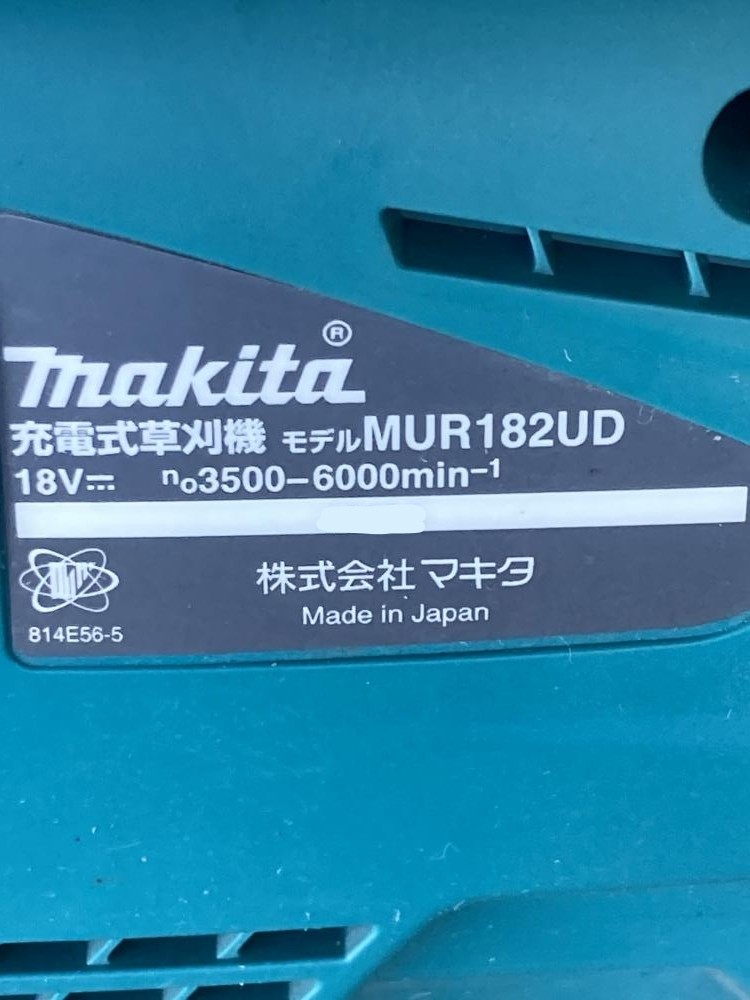 makita®
充電式草刈機 モデルMUR182UD
18V⎓ no3500-6000min-1
株式会社マキタ
Made in Japan
814E56-5